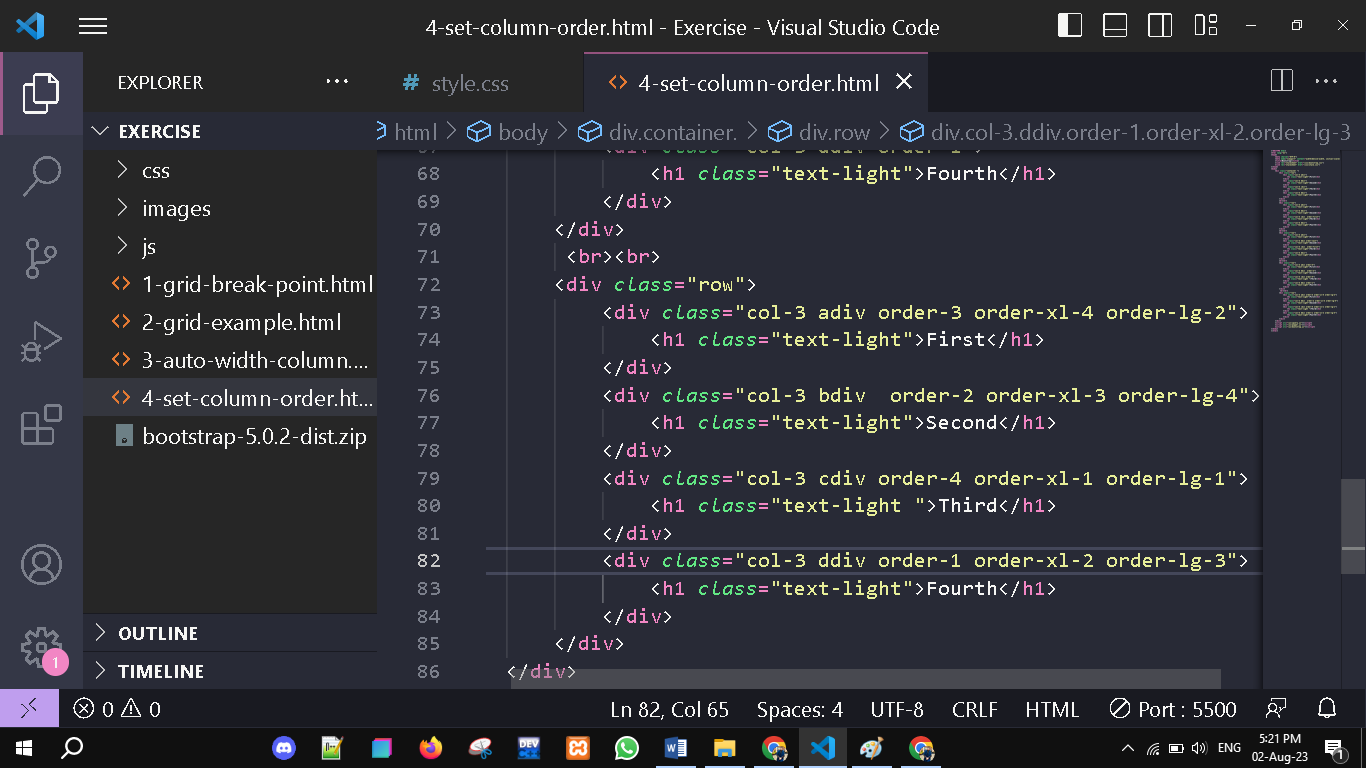 4-set-column-order.html - Exercise - Visual Studio Code
EXPLORER
EXERCISE
css
images
js
1-grid-break-point.html
2-grid-example.html
3-auto-width-column....
4-set-column-order.ht...
bootstrap-5.0.2-dist.zip
OUTLINE
TIMELINE
# style.css
<> 4-set-column-order.html
html > body > div.container. > div.row > div.col-3.ddiv.order-1.order-xl-2.order-lg-3
67 <div class="col-3 ddiv order-1">
68 <h1 class="text-light">Fourth</h1>
69 </div>
70 </div>
71 <br><br>
72 <div class="row">
73 <div class="col-3 adiv order-3 order-xl-4 order-lg-2">
74 <h1 class="text-light">First</h1>
75 </div>
76 <div class="col-3 bdiv  order-2 order-xl-3 order-lg-4">
77 <h1 class="text-light">Second</h1>
78 </div>
79 <div class="col-3 cdiv order-4 order-xl-1 order-lg-1">
80 <h1 class="text-light ">Third</h1>
81 </div>
82 <div class="col-3 ddiv order-1 order-xl-2 order-lg-3">
83 <h1 class="text-light">Fourth</h1>
84 </div>
85 </div>
86 </div>
1
0 0
Ln 82, Col 65 Spaces: 4 UTF-8 CRLF HTML Port : 5500
DEV
W
ENG
5:21 PM
02-Aug-23
1